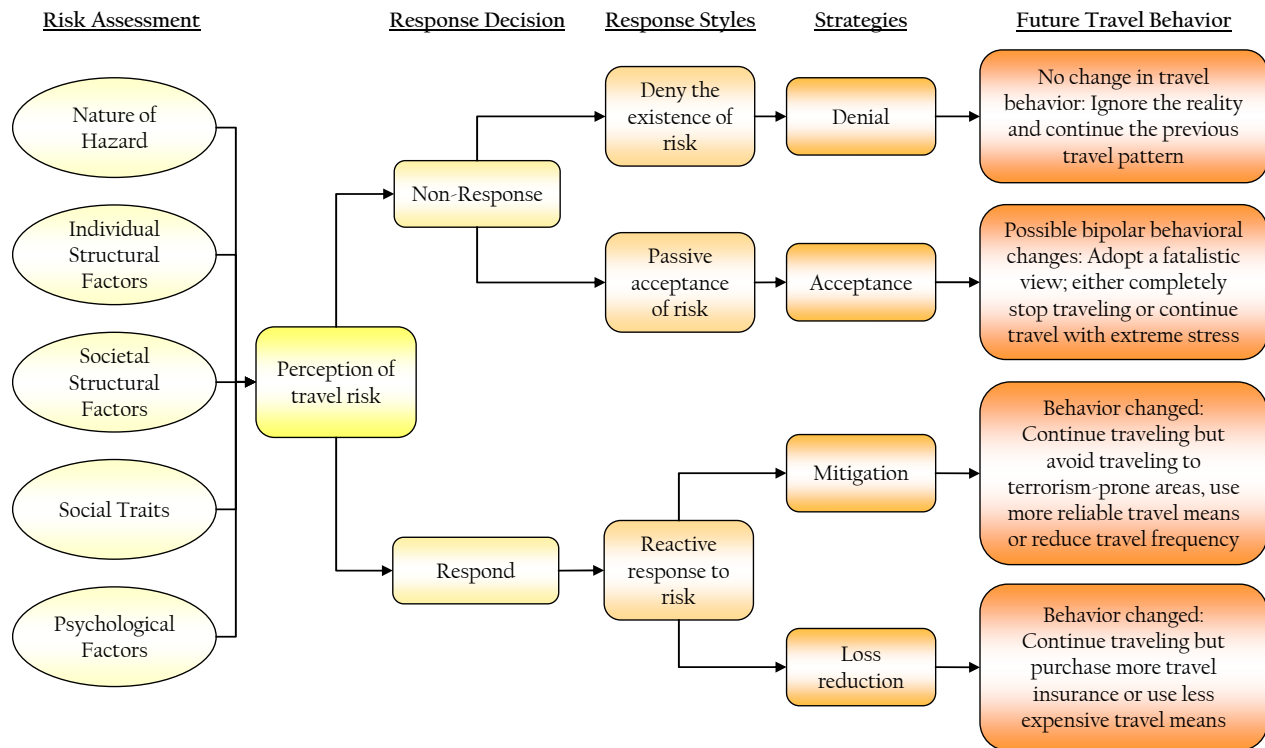 Risk Assessment
Response Decision
Response Styles
Strategies
Future Travel Behavior
Nature of
Hazard
Individual
Structural
Factors
Societal
Structural
Factors
Social Traits
Psychological
Factors
Perception of
travel risk
Non-Response
Respond
Deny the
existence of
risk
Passive
acceptance
of risk
Reactive
response to
risk
Denial
Acceptance
Mitigation
Loss
reduction
No change in travel
behavior: Ignore the reality
and continue the previous
travel pattern
Possible bipolar behavioral
changes: Adopt a fatalistic
view; either completely
stop traveling or continue
travel with extreme stress
Behavior changed:
Continue traveling but
avoid traveling to
terrorism-prone areas, use
more reliable travel means
or reduce travel frequency
Behavior changed:
Continue traveling but
purchase more travel
insurance or use less
expensive travel means